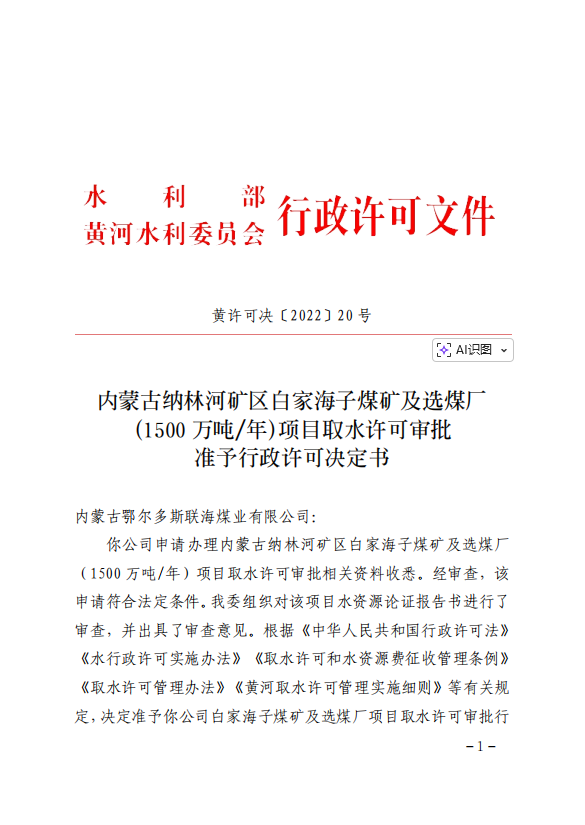 水利部
黄河水利委员会
行政许可文件
黄许可决〔2022〕20 号
AI识图
内蒙古纳林河矿区白家海子煤矿及选煤厂
(1500 万吨/年)项目取水许可审批
准予行政许可决定书
内蒙古鄂尔多斯联海煤业有限公司：
你公司申请办理内蒙古纳林河矿区白家海子煤矿及选煤厂
（1500 万吨/年）项目取水许可审批相关资料收悉。经审查，该
申请符合法定条件。我委组织对该项目水资源论证报告书进行了
审查，并出具了审查意见。根据《中华人民共和国行政许可法》
《水行政许可实施办法》《取水许可和水资源费征收管理条例》
《取水许可管理办法》《黄河取水许可管理实施细则》等有关规
定，决定准予你公司白家海子煤矿及选煤厂项目取水许可审批行
－1－